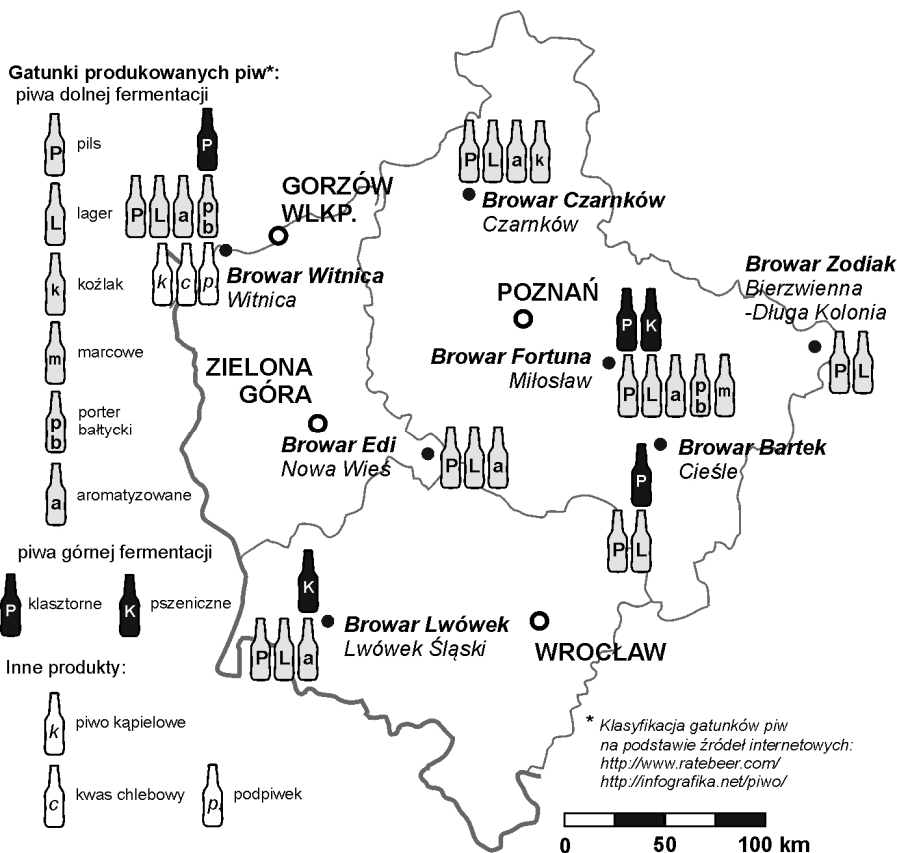 Gatunki produkowanych piw*:
piwa dolnej fermentacji
P pils
L lager
k koźlak
m marcowe
pb porter
bałtycki
a aromatyzowane
piwa górnej fermentacji
P klasztorne K pszeniczne
Inne produkty:
k piwo kąpielowe
c kwas chlebowy p podpiwek
P
P L a pb
k c p
GORZÓW
WLKP.
Browar Witnica
Witnica
P L a k
Browar Czarnków
Czarnków
POZNAŃ
P K
Browar Fortuna
Miłosław
P L a pb m
Browar Zodiak
Bierzwienna
-Długa Kolonia
P L
ZIELONA
GÓRA
Browar Edi
Nowa Wieś
P L a
Browar Bartek
Cieśle
P
P L
K
P L a
Browar Lwówek
Lwówek Śląski
WROCŁAW
* Klasyfikacja gatunków piw
na podstawie źródeł internetowych:
http://www.ratebeer.com/
http://infografika.net/piwo/
0 50 100 km